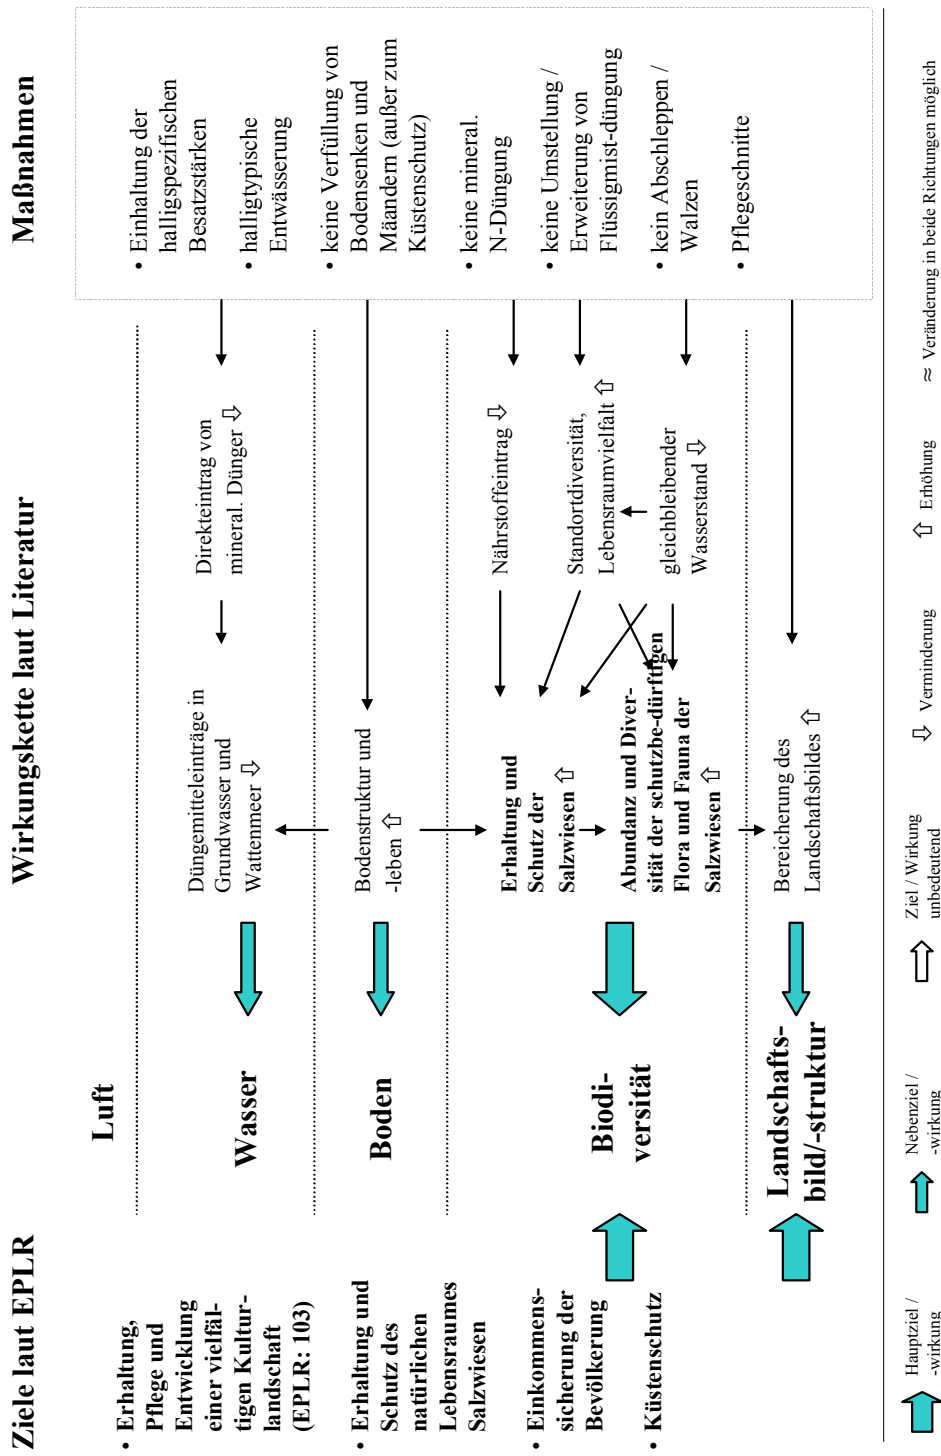 Ziele laut EPLR
Wirkungskette laut Literatur
Maßnahmen
• Erhaltung,
Pflege und
Entwicklung
einer vielfäl-
tigen Kultur-
landschaft
(EPLR: 103)
• Erhaltung und
Schutz des
natürlichen
Lebensraumes
Salzwiesen
• Einkommens-
sicherung der
Bevölkerung
• Küstenschutz
Luft
Wasser
Boden
Biodi-
versität
Landschafts-
bild/-struktur
Düngemitteleinträge in
Grundwasser und
Wattenmeer ⇩
Bodenstruktur und
-leben ⇧
Erhaltung und
Schutz der
Salzwiesen ⇧
Abundanz und Diver-
sität der schutzbe-dürftigen
Flora und Fauna der
Salzwiesen ⇧
Bereicherung des
Landschaftsbildes ⇧
Direkteintrag von
mineral. Dünger ⇩
Nährstoffeintrag ⇩
Standortdiversität,
Lebensraumvielfalt ⇧
gleichbleibender
Wasserstand ⇩
• Einhaltung der
halligspezifischen
Besatzstärken
• halligtypische
Entwässerung
• keine Verfüllung von
Bodensenken und
Mäandern (außer zum
Küstenschutz)
• keine mineral.
N-Düngung
• keine Umstellung /
Erweiterung von
Flüssigmist-düngung
• kein Abschleppen /
Walzen
• Pflegeschnitte
Hauptziel /
-wirkung
Nebenziel /
-wirkung
Ziel / Wirkung
unbedeutend
⇩ Verminderung
⇧ Erhöhung
≈ Veränderung in beide Richtungen möglich